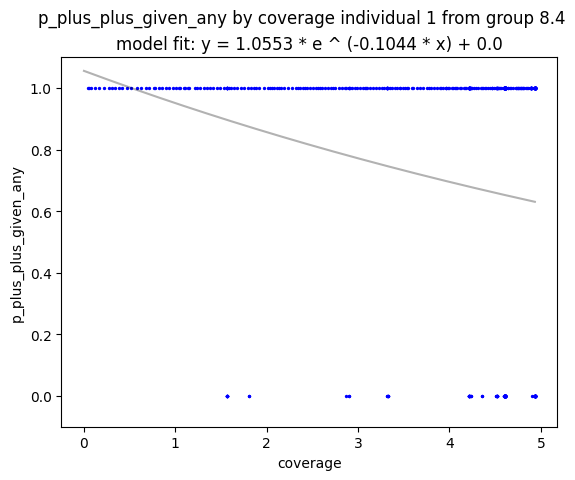 p_plus_plus_given_any by coverage individual 1 from group 8.4
model fit: y = 1.0553 * e ^ (-0.1044 * x) + 0.0
p_plus_plus_given_any
1.0
0.8
0.6
0.4
0.2
0.0
0 1 2 3 4 5
coverage